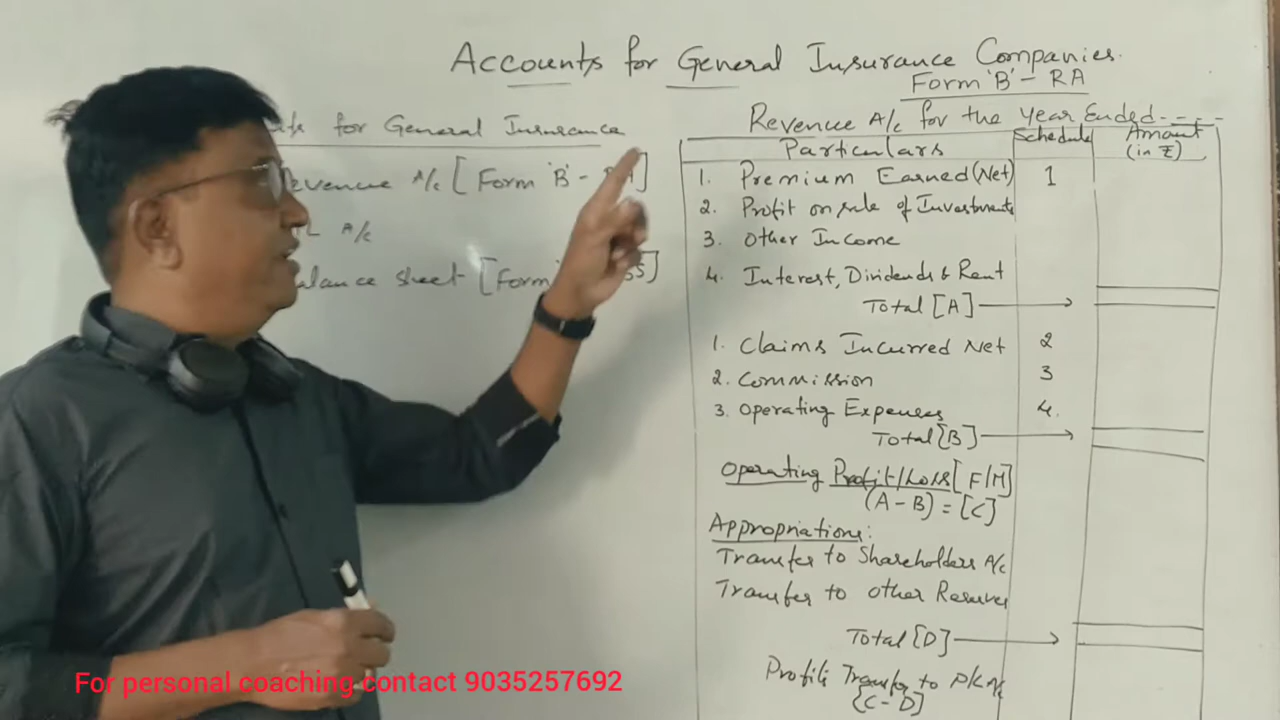 Accounts for General Insurance Companies.
for General Insurance
Revenue A/c [Form 'B' -
A/c
Balance sheet [Form
Form 'B' - RA
Revenue A/c for the Year Ended - - -
Particulars
Schedule
Amount
(in ₹)
1. Premium Earned (Net) 1
2. Profit on sale of Investments
3. Other Income
4. Interest, Dividends & Rent
Total [A]
1. Claims Incurred Net 2
2. Commission 3
3. Operating Expenses 4.
Total [B]
Operating Profit/Loss [F/M]
(A - B) = [C]
Appropriations:
Transfer to Shareholders A/c
Transfer to other Reserves
Total [D]
Profits Transfer to P&L A/c
[C - D]
For personal coaching contact 9035257692